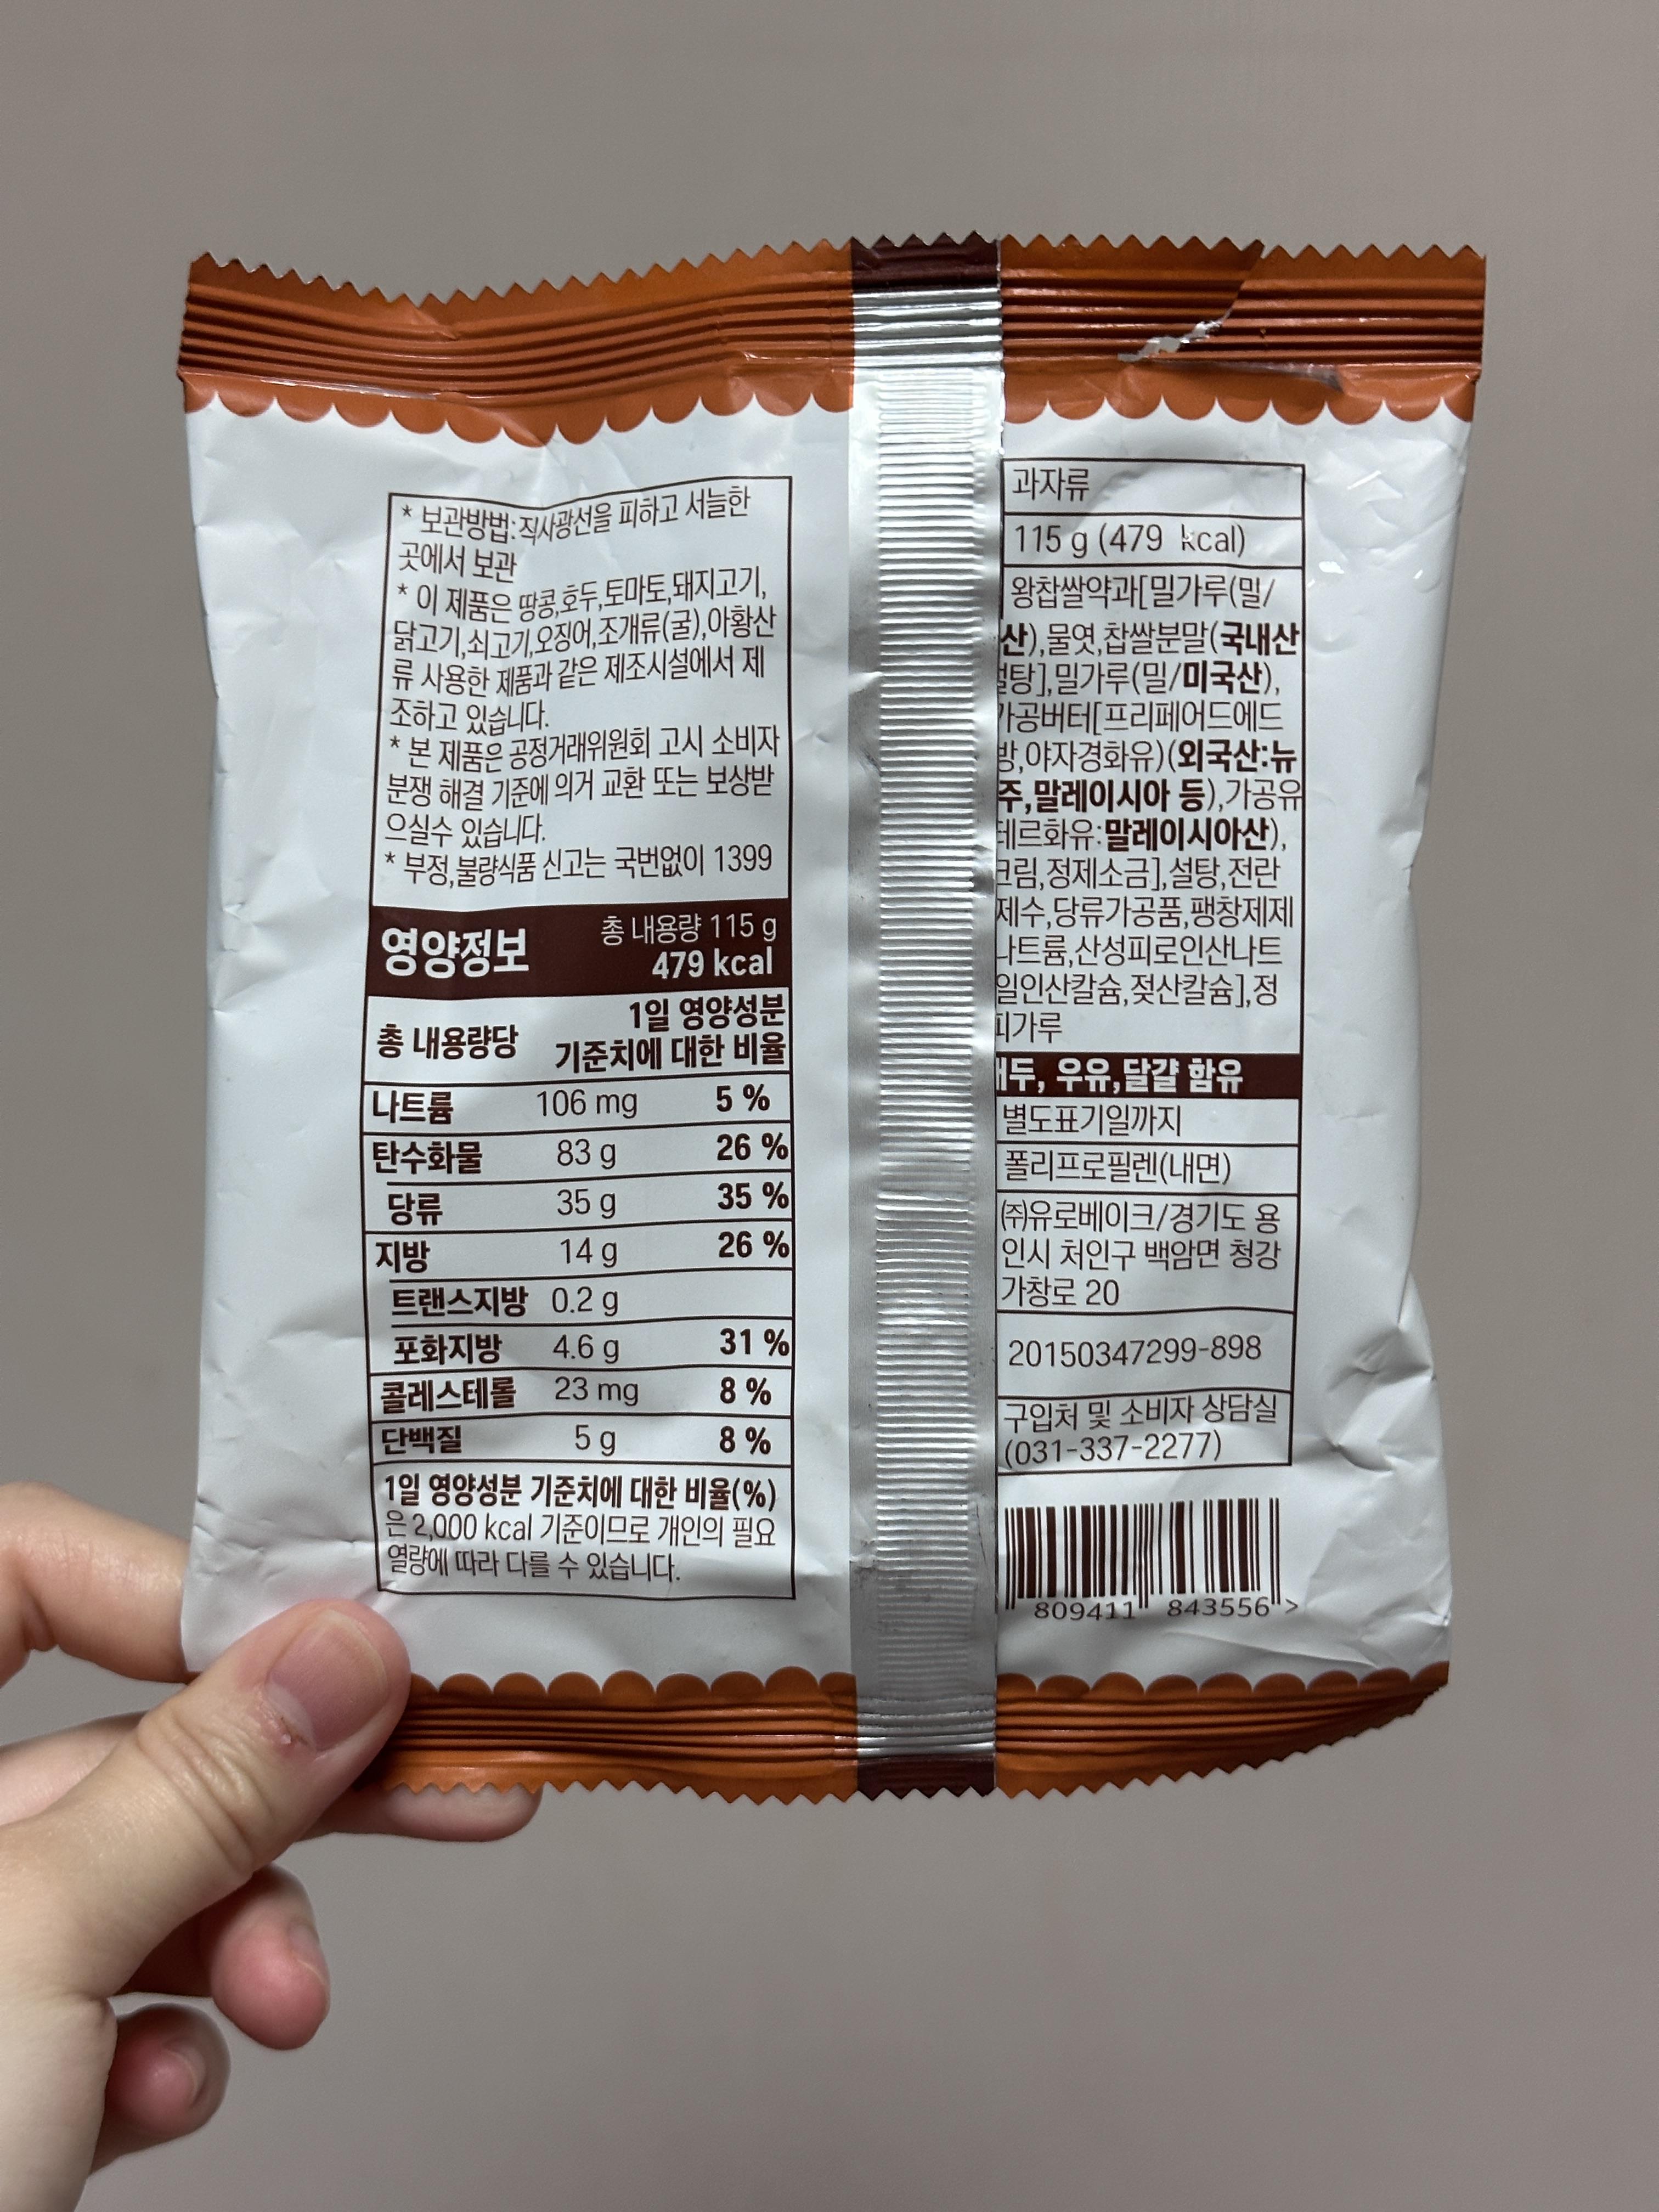 * 보관방법:직사광선을 피하고 서늘한
곳에서 보관
* 이 제품은 땅콩,호두,토마토,돼지고기,
닭고기,쇠고기,오징어,조개류(굴),아황산
류 사용한 제품과 같은 제조시설에서 제
조하고 있습니다.
* 본 제품은 공정거래위원회 고시 소비자
분쟁 해결 기준에 의거 교환 또는 보상받
으실수 있습니다.
* 부정,불량식품 신고는 국번없이 1399
영양정보
총 내용량 115 g
479 kcal
총 내용량당
1일 영양성분
기준치에 대한 비율
나트륨 106 mg 5 %
탄수화물 83 g 26 %
당류 35 g 35 %
지방 14 g 26 %
트랜스지방 0.2 g
포화지방 4.6 g 31 %
콜레스테롤 23 mg 8 %
단백질 5 g 8 %
1일 영양성분 기준치에 대한 비율(%)
은 2,000 kcal 기준이므로 개인의 필요
열량에 따라 다를 수 있습니다.
과자류
115 g (479 kcal)
왕찹쌀약과[밀가루(밀/
산),물엿,찹쌀분말(국내산
설탕],밀가루(밀/미국산),
가공버터[프리페어드에드
방,야자경화유)(외국산:뉴
주,말레이시아 등),가공유
테르화유:말레이시아산),
크림,정제소금],설탕,전란
제수,당류가공품,팽창제제
나트륨,산성피로인산나트
일인산칼슘,젖산칼슘],정
피가루
대두, 우유,달걀 함유
별도표기일까지
폴리프로필렌(내면)
㈜유로베이크/경기도 용
인시 처인구 백암면 청강
가창로 20
20150347299-898
구입처 및 소비자 상담실
(031-337-2277)
809411 843556 >